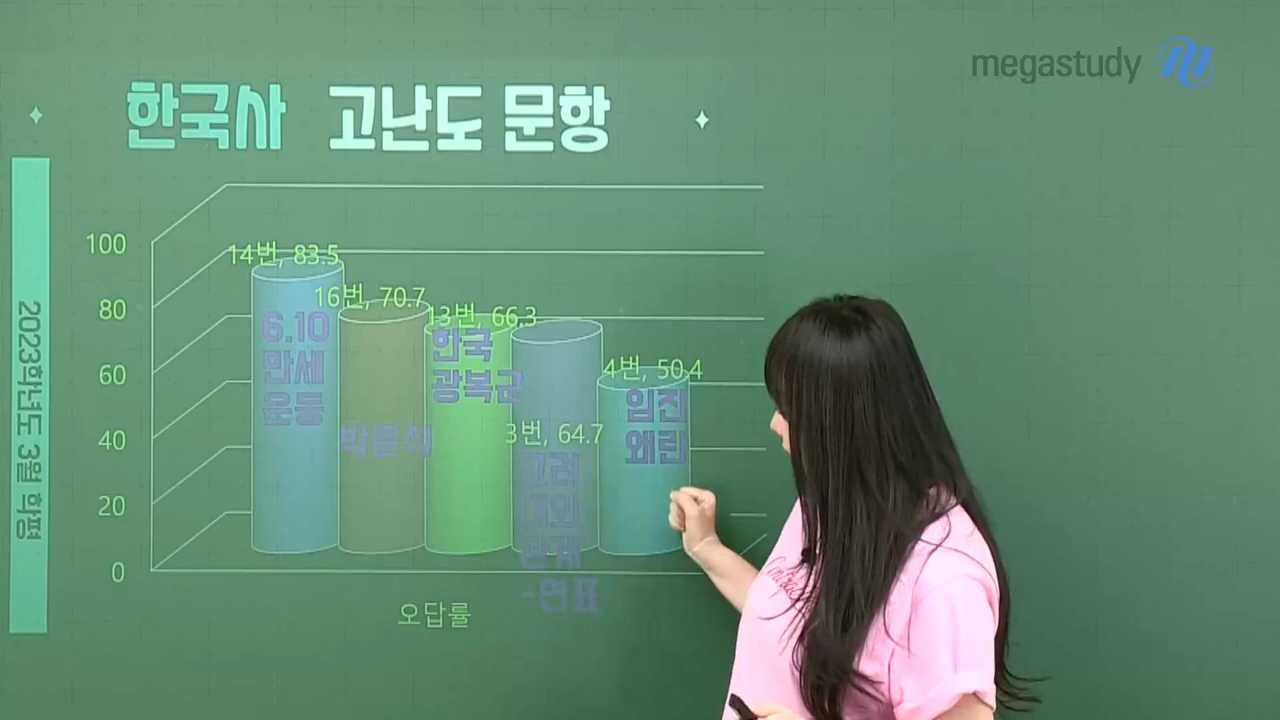 megastudy
한국사 고난도 문항
2023학년도 3월 학평
100
80
60
40
20
0
14번, 83.5
16번, 70.7
13번, 66.3
3번, 64.7
4번, 50.4
6.10
만세
운동
박은식
한국
광복군
고려
대외
관계
-연표
임진
왜란
오답률